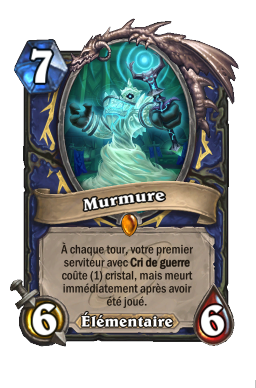 7
Murmure
À chaque tour, votre premier
serviteur avec Cri de guerre
coûte (1) cristal, mais meurt
immédiatement après avoir
été joué.
6
Élémentaire
6